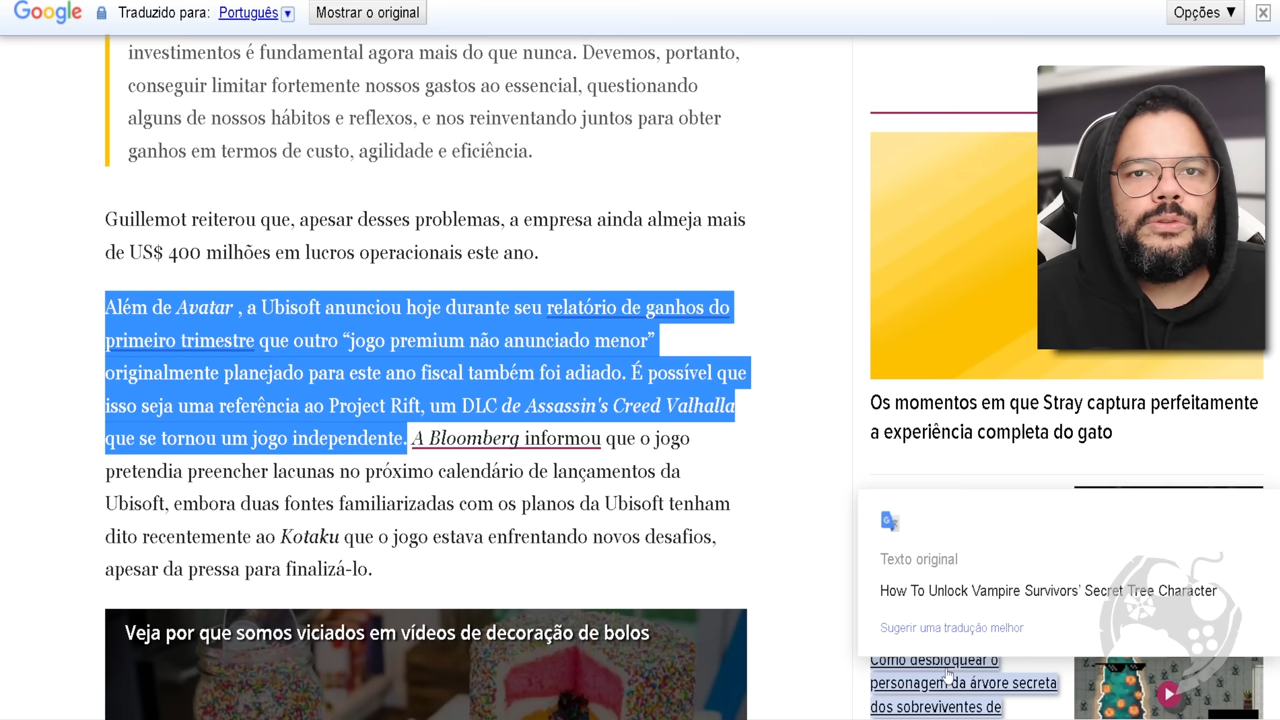 Google Traduzido para: Português ▼ Mostrar o original Opções ▼
investimentos é fundamental agora mais do que nunca. Devemos, portanto,
conseguir limitar fortemente nossos gastos ao essencial, questionando
alguns de nossos hábitos e reflexos, e nos reinventando juntos para obter
ganhos em termos de custo, agilidade e eficiência.
Guillemot reiterou que, apesar desses problemas, a empresa ainda almeja mais
de US$ 400 milhões em lucros operacionais este ano.
Além de Avatar , a Ubisoft anunciou hoje durante seu relatório de ganhos do
primeiro trimestre que outro “jogo premium não anunciado menor”
originalmente planejado para este ano fiscal também foi adiado. É possível que
isso seja uma referência ao Project Rift, um DLC de Assassin's Creed Valhalla
que se tornou um jogo independente. A Bloomberg informou que o jogo
pretendia preencher lacunas no próximo calendário de lançamentos da
Ubisoft, embora duas fontes familiarizadas com os planos da Ubisoft tenham
dito recentemente ao Kotaku que o jogo estava enfrentando novos desafios,
apesar da pressa para finalizá-lo.
Veja por que somos viciados em vídeos de decoração de bolos
Os momentos em que Stray captura perfeitamente
a experiência completa do gato
Texto original
How To Unlock Vampire Survivors’ Secret Tree Character
Sugerir uma tradução melhor
Como desbloquear o
personagem da árvore secreta
dos sobreviventes de